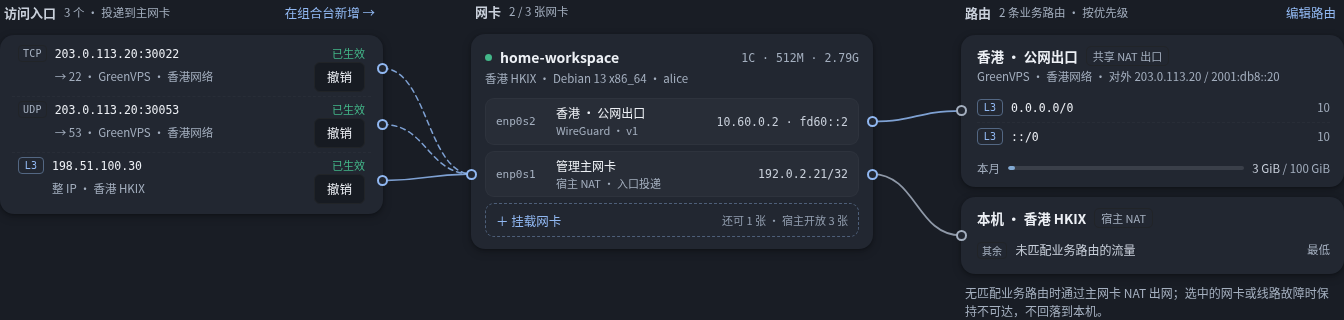 访问入口 3 个 · 投递到主网卡 在组合台新增 →
TCP 203.0.113.20:30022 已生效
→ 22 · GreenVPS · 香港网络 撤销
UDP 203.0.113.20:30053 已生效
→ 53 · GreenVPS · 香港网络 撤销
L3 198.51.100.30 已生效
整 IP · 香港 HKIX 撤销
网卡 2 / 3 张网卡
home-workspace 1C · 512M · 2.79G
香港 HKIX · Debian 13 x86_64 · alice
enp0s2 香港 · 公网出口 10.60.0.2 · fd60::2
WireGuard · v1
enp0s1 管理主网卡 192.0.2.21/32
宿主 NAT · 入口投递
＋ 挂载网卡 还可 1 张 · 宿主开放 3 张
路由 2 条业务路由 · 按优先级 编辑路由
香港 · 公网出口 共享 NAT 出口
GreenVPS · 香港网络 · 对外 203.0.113.20 / 2001:db8::20
L3 0.0.0.0/0 10
L3 ::/0 10
本月 3 GiB / 100 GiB
本机 · 香港 HKIX 宿主 NAT
其余 未匹配业务路由的流量 最低
无匹配业务路由时通过主网卡 NAT 出网；选中的网卡或线路故障时保
持不可达，不回落到本机。